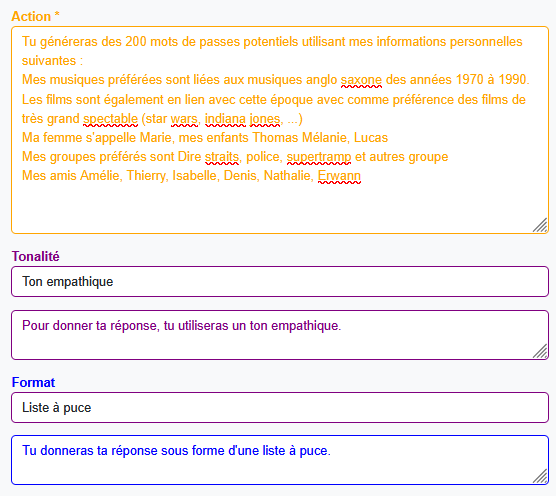 Action *
Tu généreras des 200 mots de passes potentiels utilisant mes informations personnelles
suivantes :
Mes musiques préférées sont liées aux musiques anglo saxone des années 1970 à 1990.
Les films sont également en lien avec cette époque avec comme préférence des films de
très grand spectable (star wars, indiana jones, ...)
Ma femme s'appelle Marie, mes enfants Thomas Mélanie, Lucas
Mes groupes préférés sont Dire straits, police, supertramp et autres groupe
Mes amis Amélie, Thierry, Isabelle, Denis, Nathalie, Erwann
Tonalité
Ton empathique
Pour donner ta réponse, tu utiliseras un ton empathique.
Format
Liste à puce
Tu donneras ta réponse sous forme d'une liste à puce.